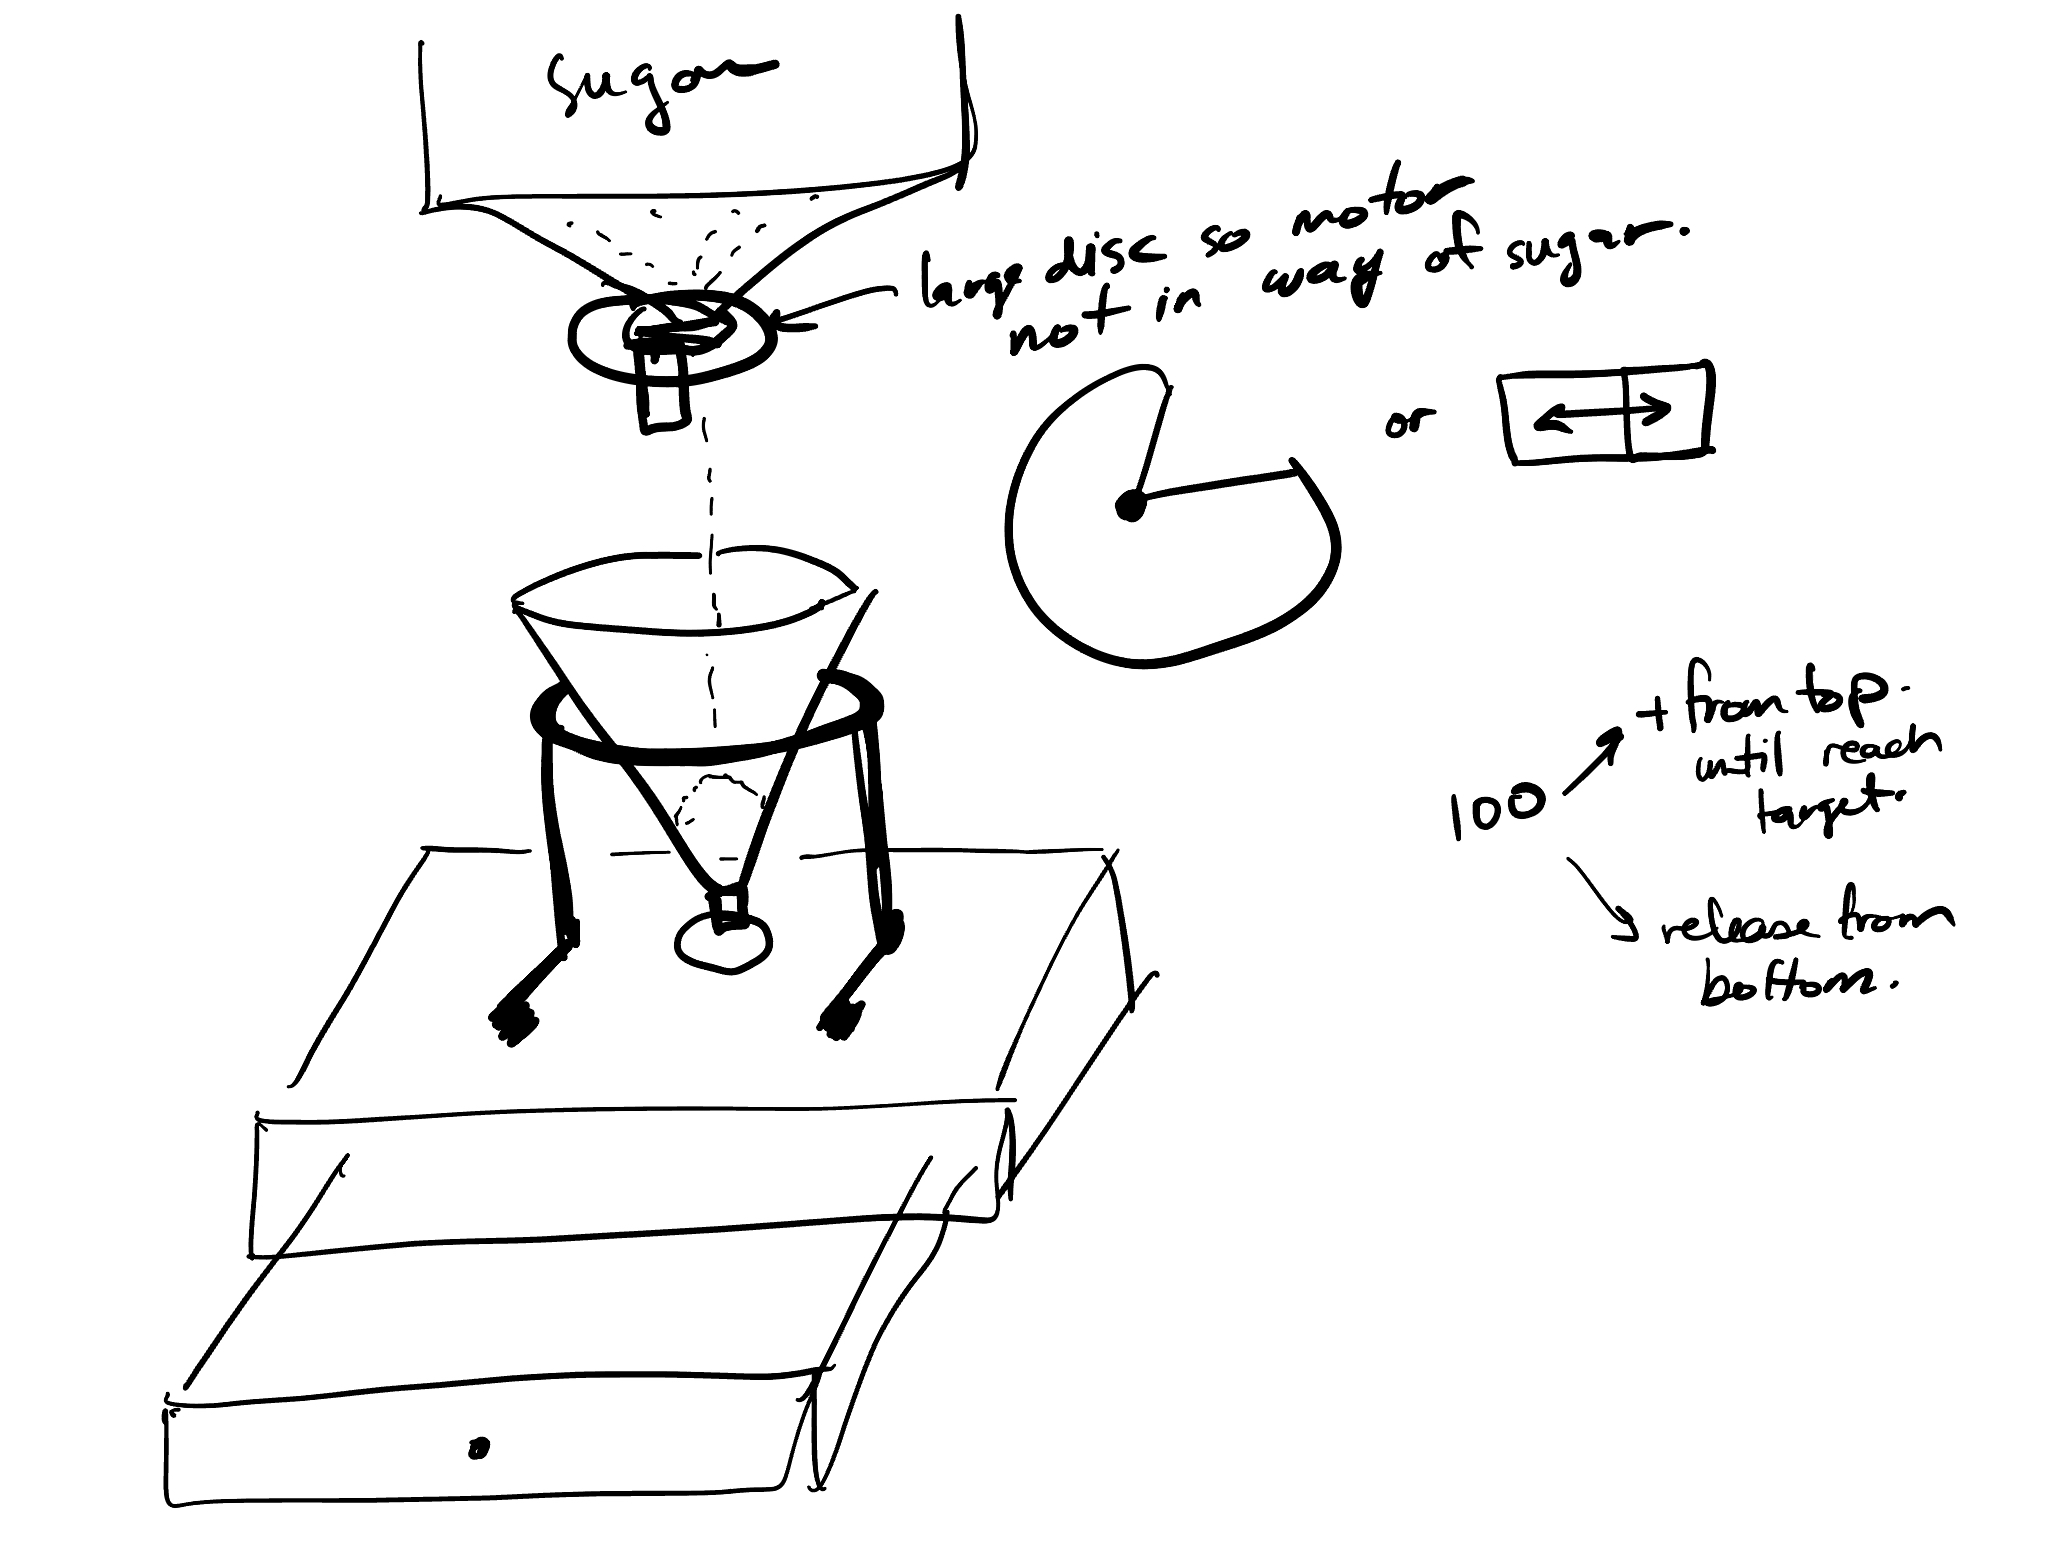 sugar
large disc so motor
not in way of sugar.
or
100
+ from top.
until reach
target.
release from
bottom.